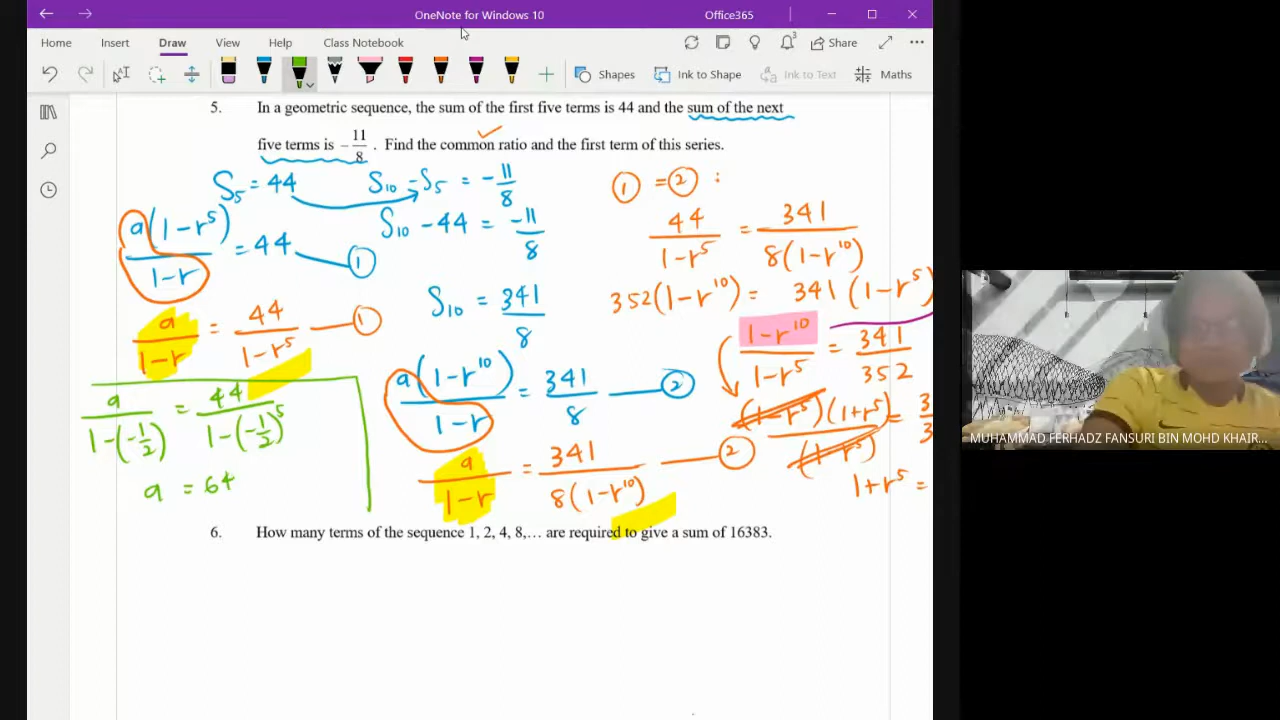 OneNote for Windows 10
Office365
Home Insert Draw View Help Class Notebook Share
Shapes Ink to Shape Ink to Text Maths
5. In a geometric sequence, the sum of the first five terms is 44 and the sum of the next
five terms is -11/8 . Find the common ratio and the first term of this series.
S5 = 44
a(1-r^5)/(1-r) = 44 — ①
a/(1-r) = 44/(1-r^5) — ①
a/(1-(-1/2)) = 44/(1-(-1/2)^5)
a = 64
S10 - S5 = -11/8
S10 - 44 = -11/8
S10 = 341/8
a(1-r^10)/(1-r) = 341/8 — ②
a/(1-r) = 341/(8(1-r^10)) — ②
① = ② :
44/(1-r^5) = 341/(8(1-r^10))
352(1-r^10) = 341(1-r^5)
(1-r^10)/(1-r^5) = 341/352
(1-r^5)(1+r^5)/(1-r^5) = 3/3
1+r^5 =
6. How many terms of the sequence 1, 2, 4, 8,… are required to give a sum of 16383.
MUHAMMAD FERHADZ FANSURI BIN MOHD KHAIR...